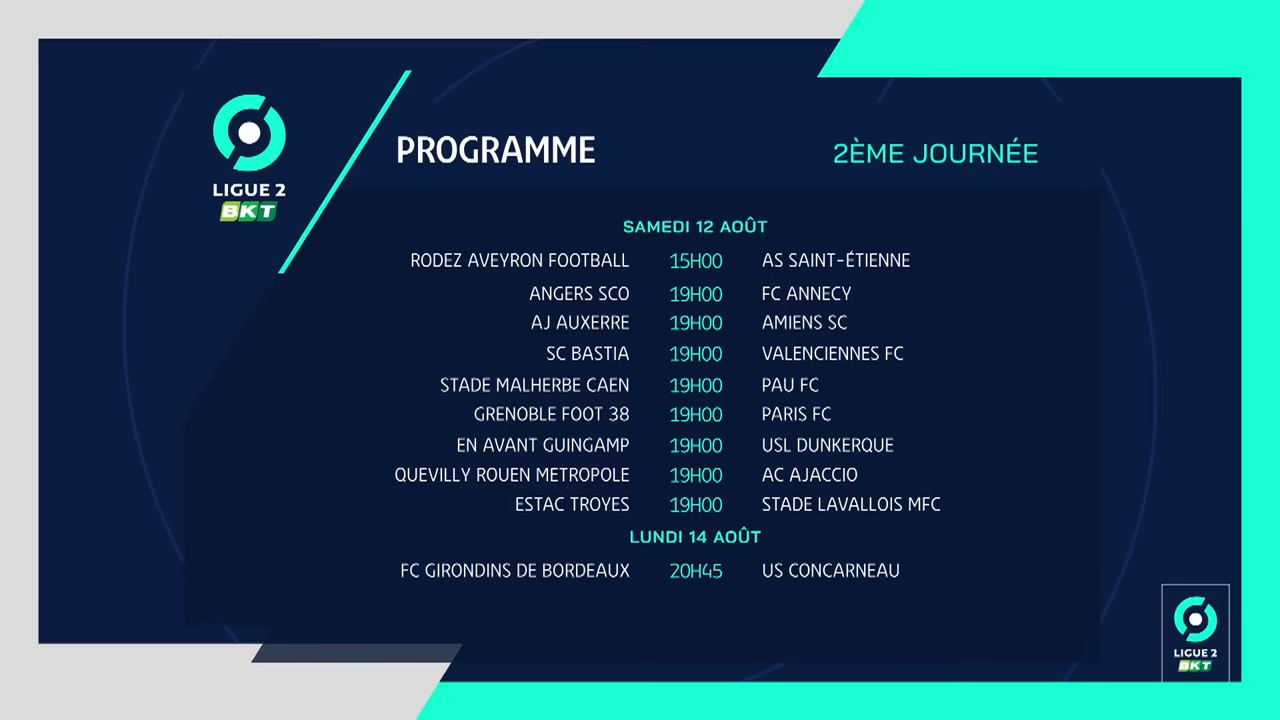 LIGUE 2
BKT
PROGRAMME
2ÈME JOURNÉE
SAMEDI 12 AOÛT
RODEZ AVEYRON FOOTBALL 15H00 AS SAINT-ÉTIENNE
ANGERS SCO 19H00 FC ANNECY
AJ AUXERRE 19H00 AMIENS SC
SC BASTIA 19H00 VALENCIENNES FC
STADE MALHERBE CAEN 19H00 PAU FC
GRENOBLE FOOT 38 19H00 PARIS FC
EN AVANT GUINGAMP 19H00 USL DUNKERQUE
QUEVILLY ROUEN METROPOLE 19H00 AC AJACCIO
ESTAC TROYES 19H00 STADE LAVALLOIS MFC
LUNDI 14 AOÛT
FC GIRONDINS DE BORDEAUX 20H45 US CONCARNEAU
LIGUE 2
BKT